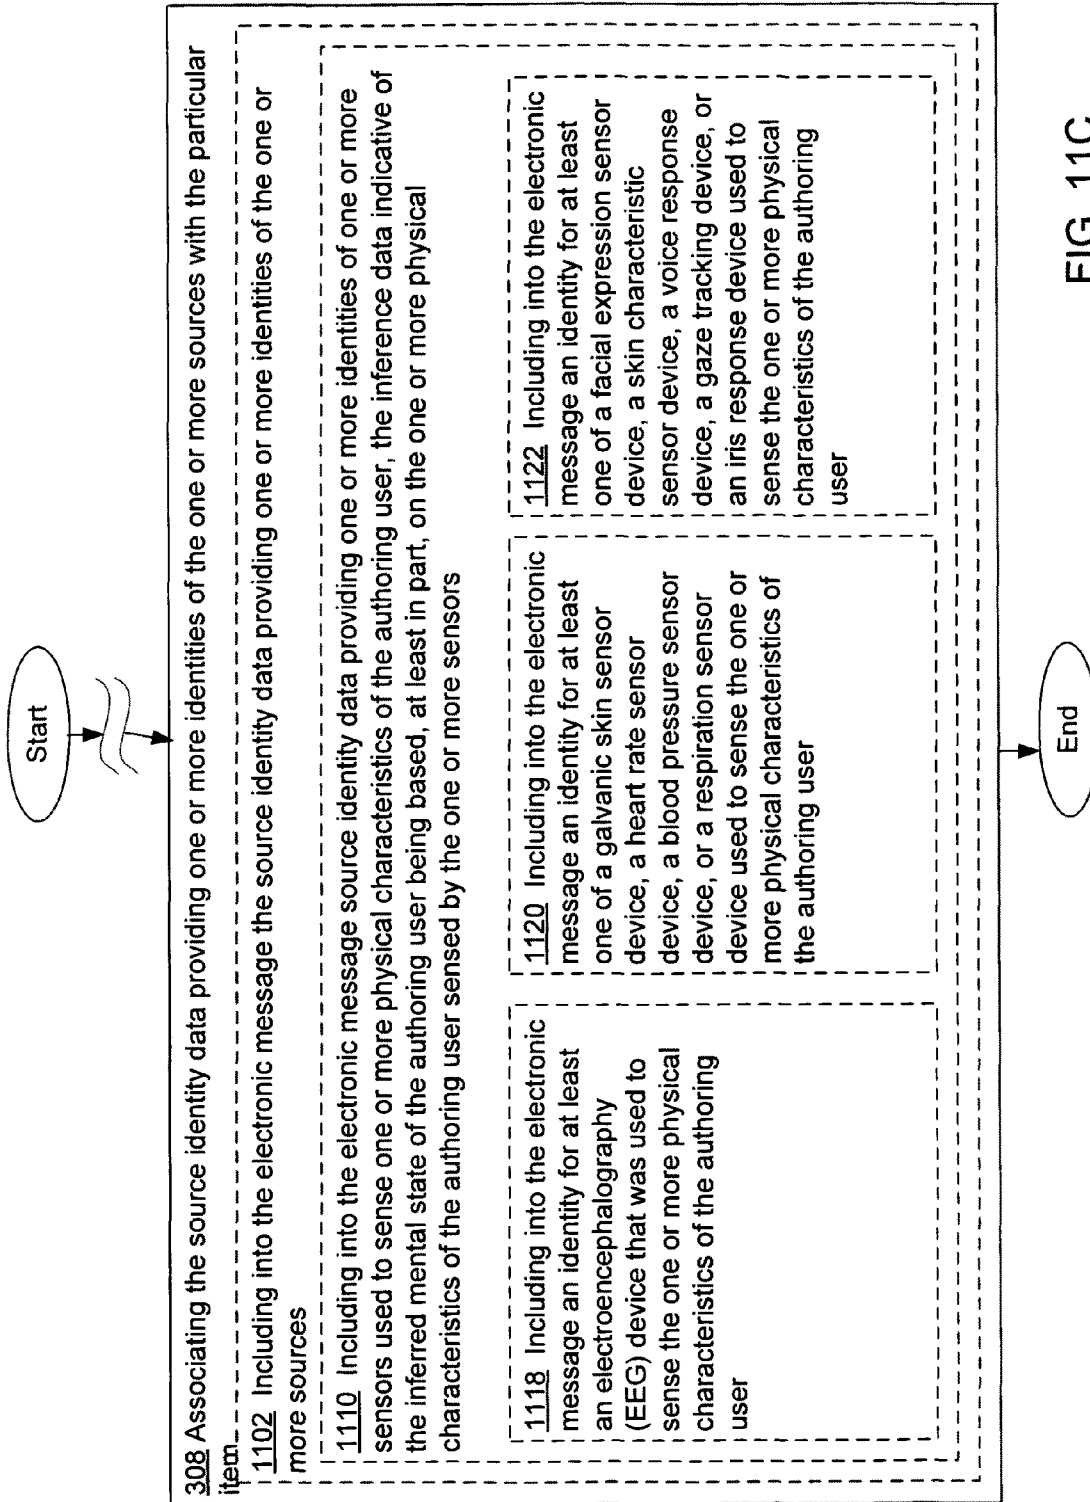 Start
308 Associating the source identity data providing one or more identities of the one or more sources with the particular
item
1102 Including into the electronic message the source identity data providing one or more identities of the one or
more sources
1110 Including into the electronic message source identity data providing one or more identities of one or more
sensors used to sense one or more physical characteristics of the authoring user, the inference data indicative of
the inferred mental state of the authoring user being based, at least in part, on the one or more physical
characteristics of the authoring user sensed by the one or more sensors
1118 Including into the electronic
message an identity for at least
an electroencephalography
(EEG) device that was used to
sense the one or more physical
characteristics of the authoring
user
1120 Including into the electronic
message an identity for at least
one of a galvanic skin sensor
device, a heart rate sensor
device, a blood pressure sensor
device, or a respiration sensor
device used to sense the one or
more physical characteristics of
the authoring user
1122 Including into the electronic
message an identity for at least
one of a facial expression sensor
device, a skin characteristic
sensor device, a voice response
device, a gaze tracking device, or
an iris response device used to
sense the one or more physical
characteristics of the authoring
user
End
FIG. 11C